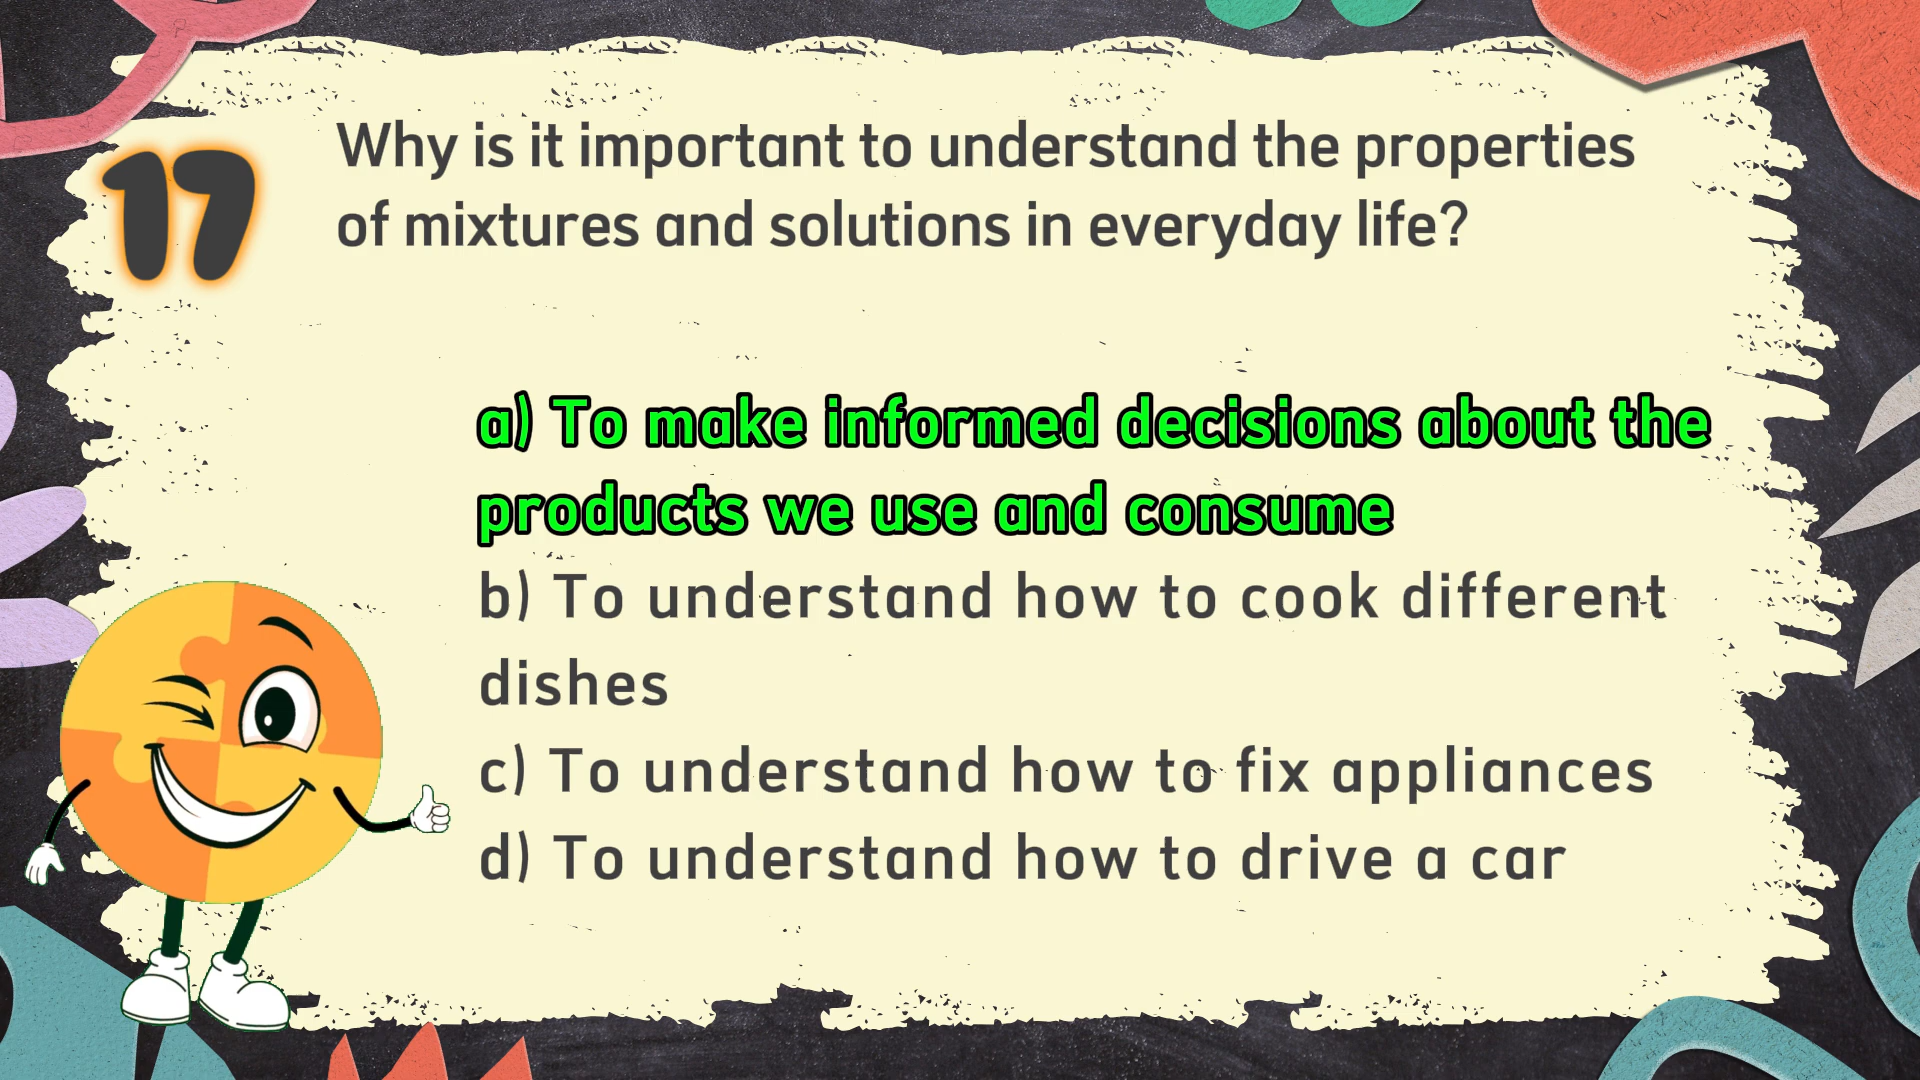 17
Why is it important to understand the properties
of mixtures and solutions in everyday life?
a) To make informed decisions about the
products we use and consume
b) To understand how to cook different
dishes
c) To understand how to fix appliances
d) To understand how to drive a car